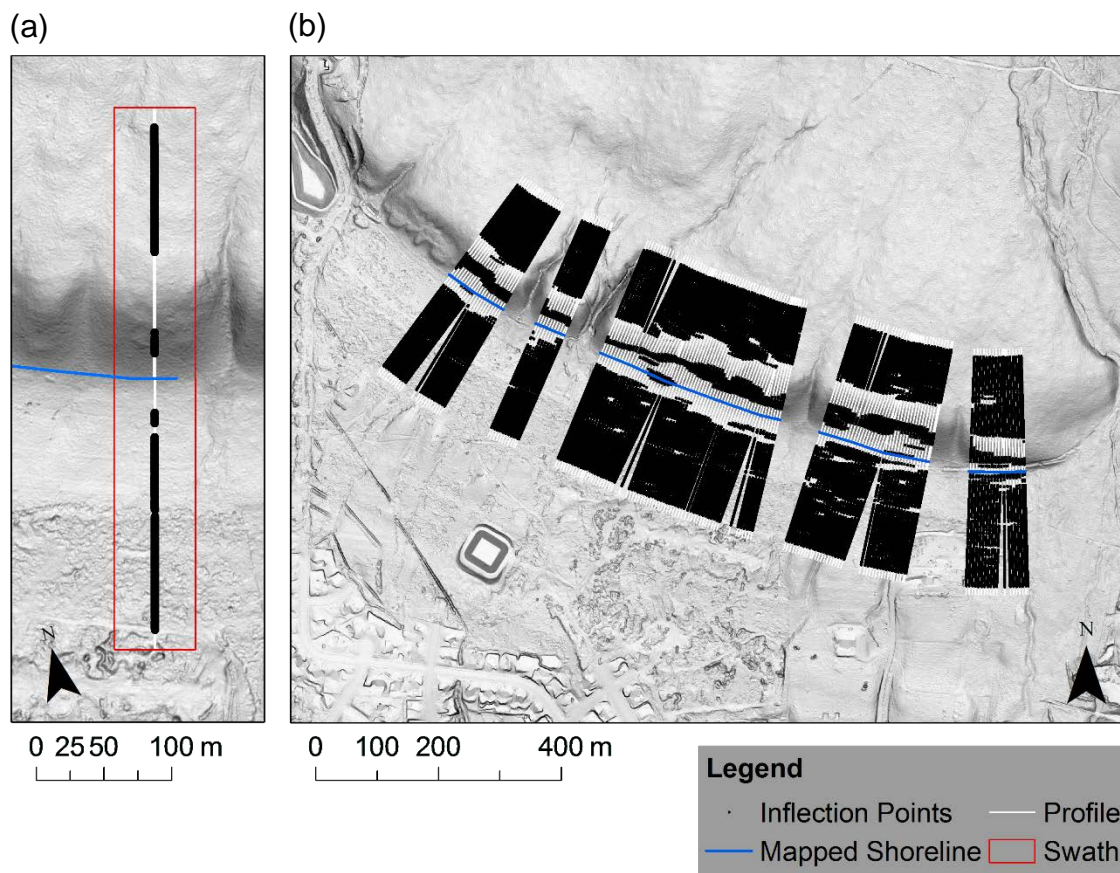 (a)
(b)
N
N
0 25 50 100 m
0 100 200 400 m
Legend
Inflection Points
Profile
Mapped Shoreline
Swath